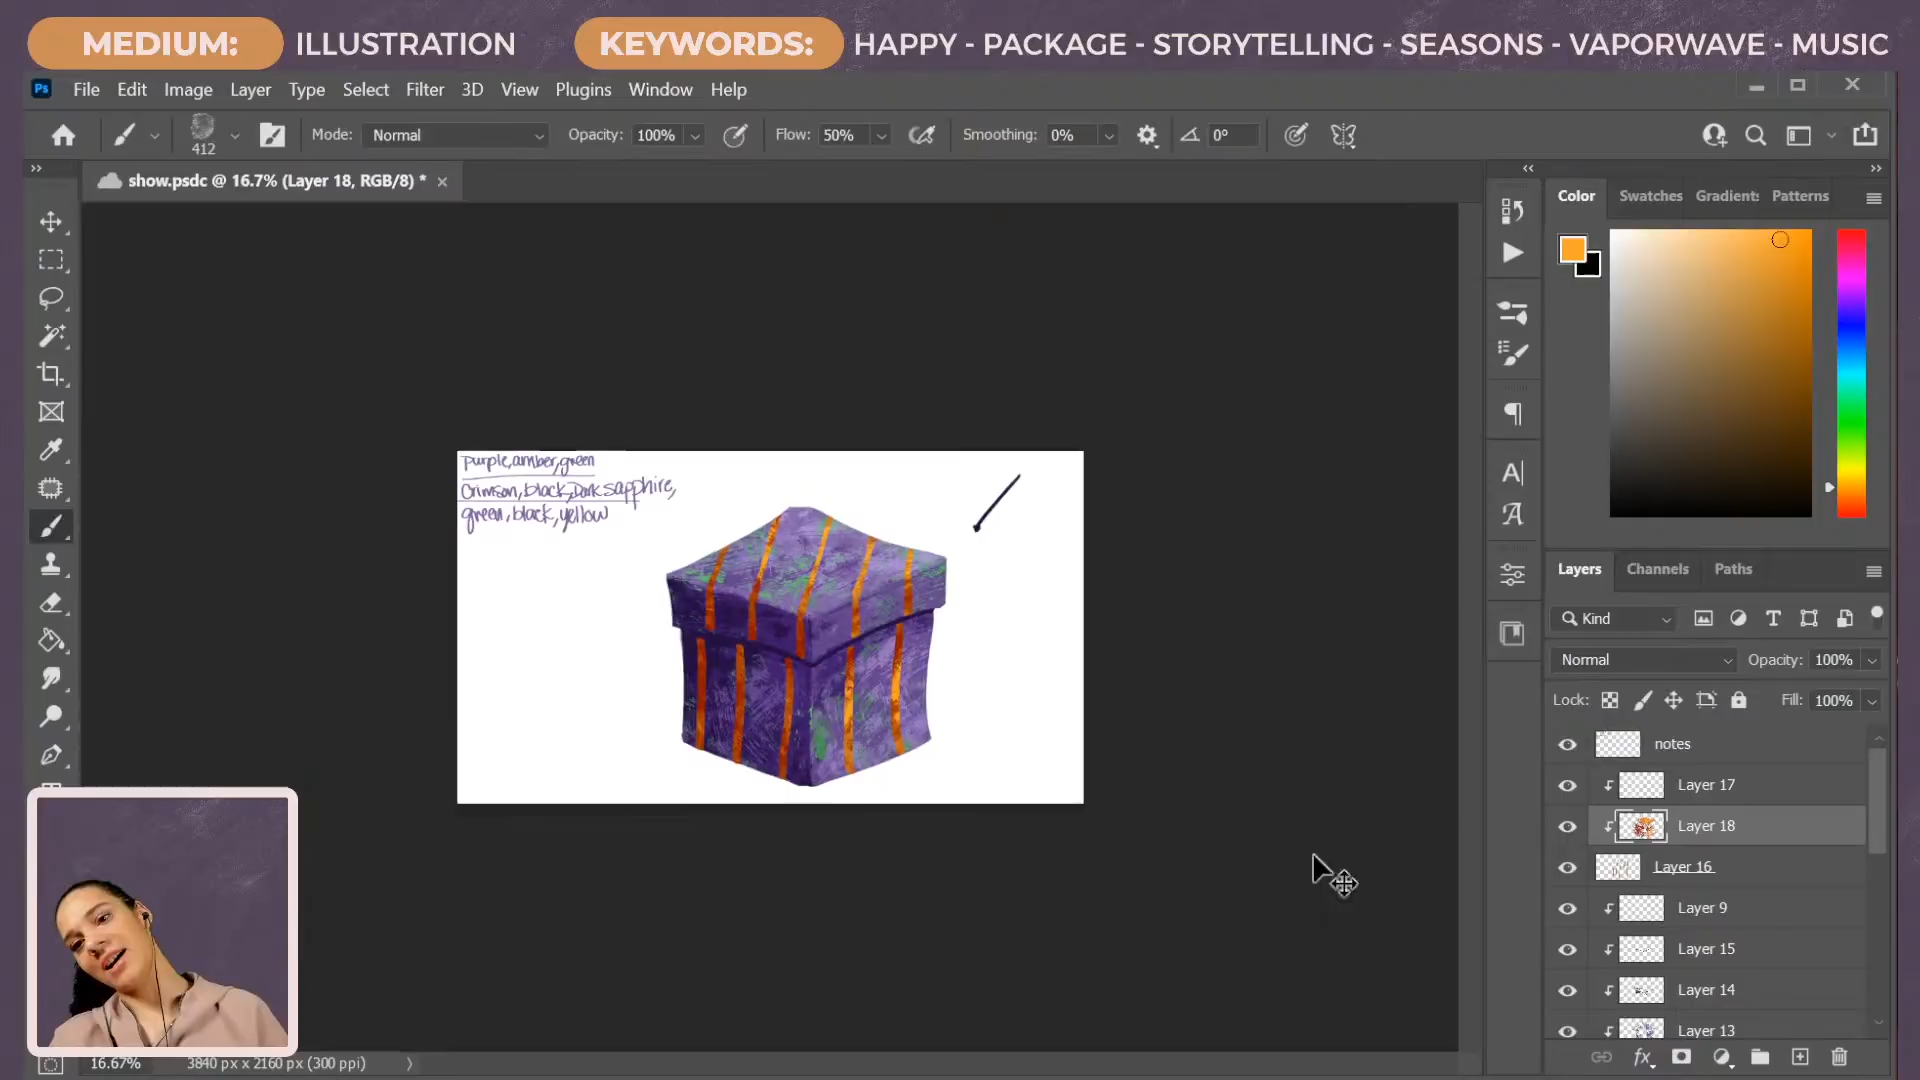 MEDIUM: ILLUSTRATION KEYWORDS: HAPPY - PACKAGE - STORYTELLING - SEASONS - VAPORWAVE - MUSIC
Ps File Edit Image Layer Type Select Filter 3D View Plugins Window Help
412 Mode: Normal Opacity: 100% Flow: 50% Smoothing: 0% 0°
show.psdc @ 16.7% (Layer 18, RGB/8) *
Color Swatches Gradients Patterns
purple,amber,green
Crimson,black,Dark sapphire,
green,black,yellow
Layers Channels Paths
Kind
Normal Opacity: 100%
Lock: Fill: 100%
notes
Layer 17
Layer 18
Layer 16
Layer 9
Layer 15
Layer 14
Layer 13
16.67% 3840 px x 2160 px (300 ppi)